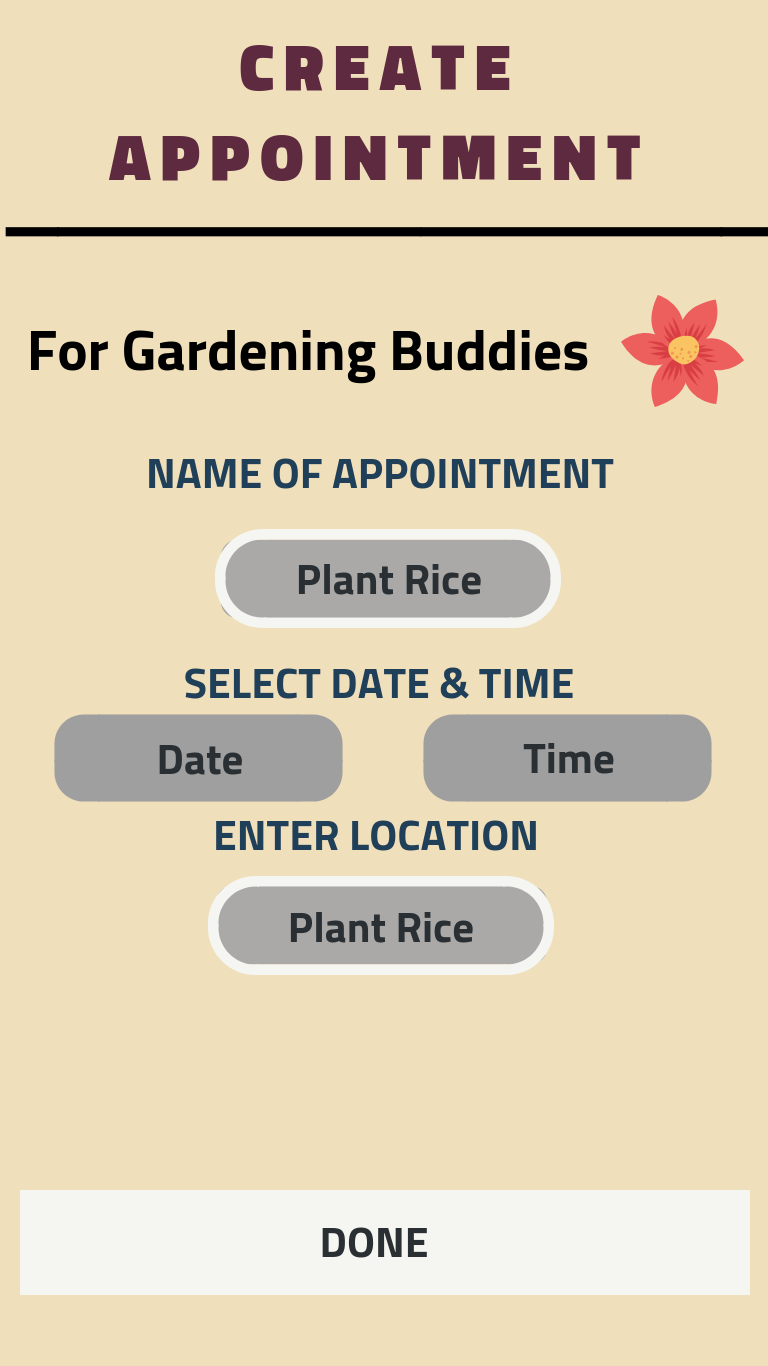 CREATE
APPOINTMENT
For Gardening Buddies
NAME OF APPOINTMENT
Plant Rice
SELECT DATE & TIME
Date Time
ENTER LOCATION
Plant Rice
DONE